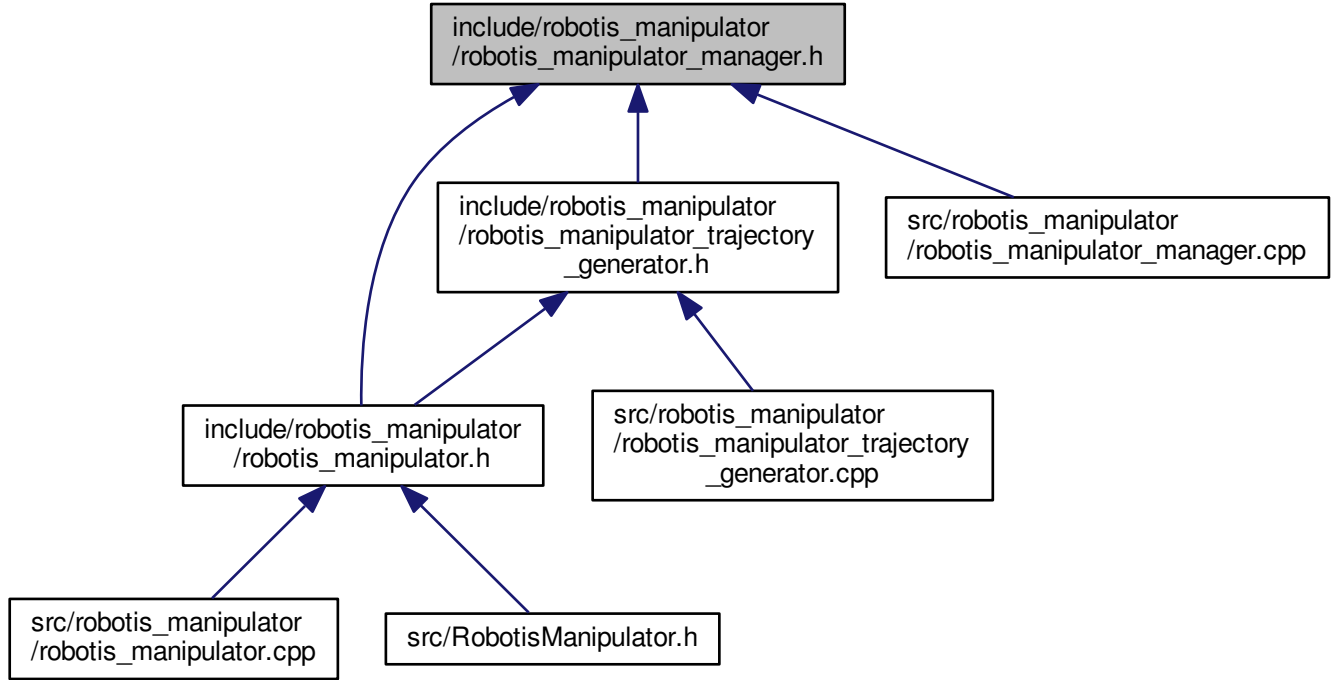 include/robotis_manipulator
/robotis_manipulator_manager.h
include/robotis_manipulator
/robotis_manipulator_trajectory
_generator.h
src/robotis_manipulator
/robotis_manipulator_manager.cpp
include/robotis_manipulator
/robotis_manipulator.h
src/robotis_manipulator
/robotis_manipulator_trajectory
_generator.cpp
src/robotis_manipulator
/robotis_manipulator.cpp
src/RobotisManipulator.h